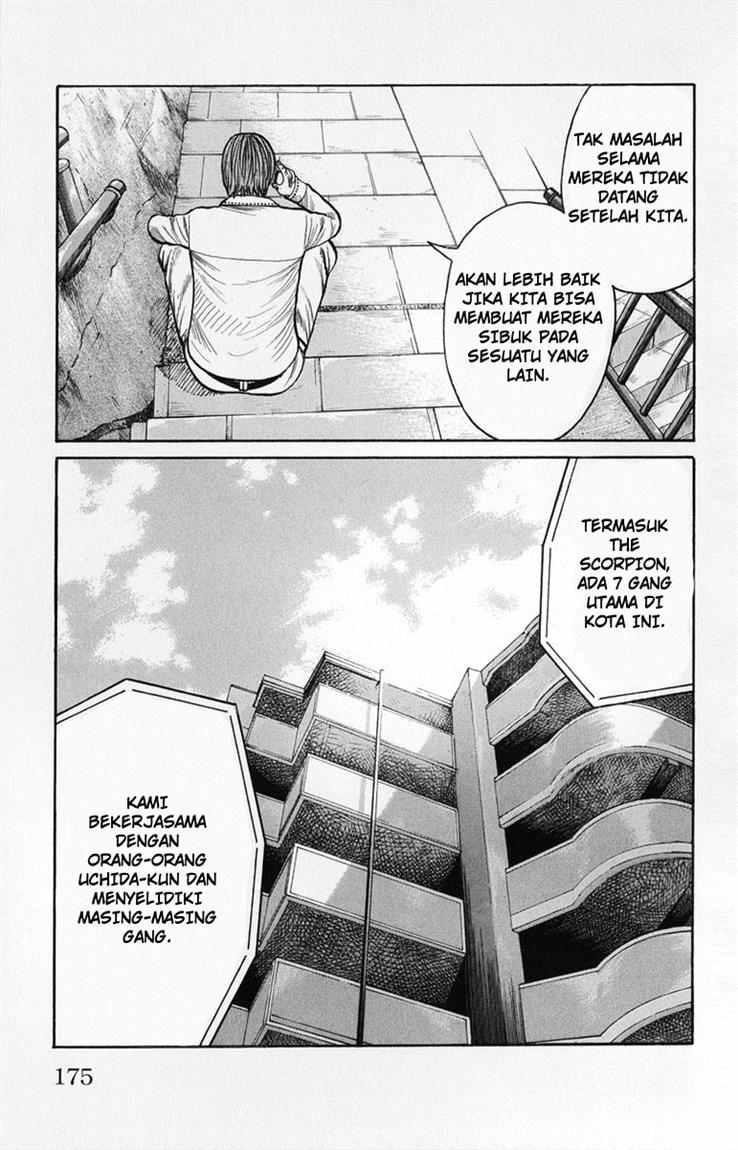 TAK MASALAH
SELAMA
MEREKA TIDAK
DATANG
SETELAH KITA.
AKAN LEBIH BAIK
JIKA KITA BISA
MEMBUAT MEREKA
SIBUK PADA
SESUATU YANG
LAIN.
TERMASUK
THE
SCORPION,
ADA 7 GANG
UTAMA DI
KOTA INI.
KAMI
BEKERJASAMA
DENGAN
ORANG-ORANG
UCHIDA-KUN DAN
MENYELIDIKI
MASING-MASING
GANG.
175